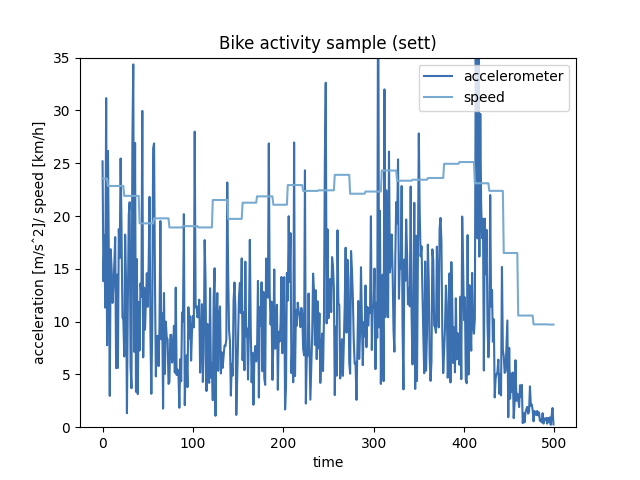 Bike activity sample (sett)
accelerometer
speed
acceleration [m/s^2]/ speed [km/h]
35
30
25
20
15
10
5
0
0 100 200 300 400 500
time